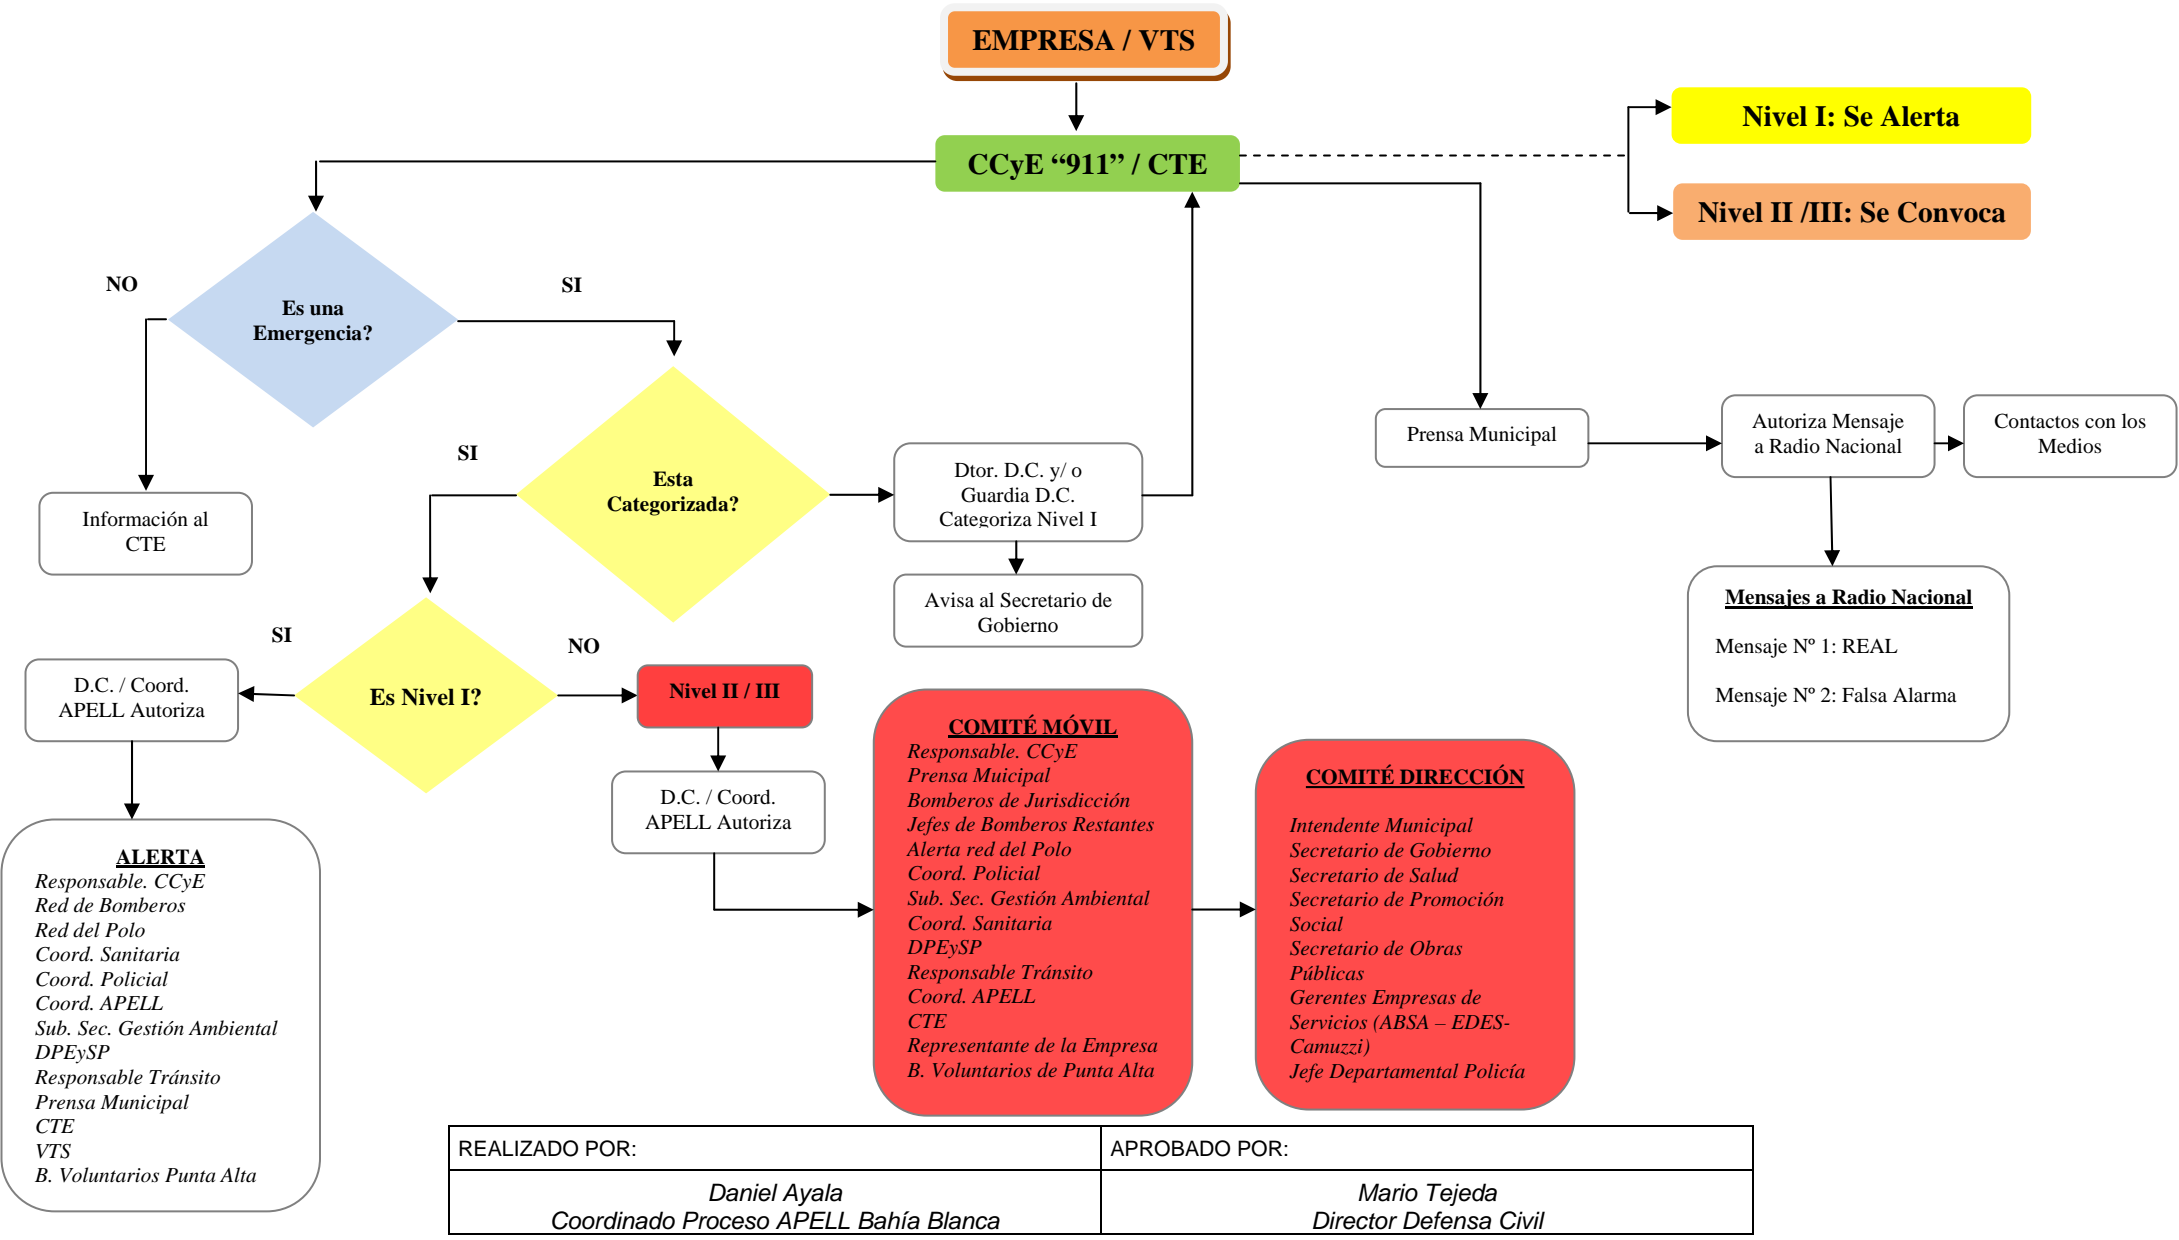 EMPRESA / VTS
CCyE “911” / CTE
Nivel I: Se Alerta
Nivel II /III: Se Convoca
NO
SI
Es una
Emergencia?
Información al
CTE
SI
Esta
Categorizada?
Dtor. D.C. y/ o
Guardia D.C.
Categoriza Nivel I
Avisa al Secretario de
Gobierno
Prensa Municipal
Autoriza Mensaje
a Radio Nacional
Contactos con los
Medios
Mensajes a Radio Nacional
Mensaje Nº 1: REAL
Mensaje Nº 2: Falsa Alarma
SI
NO
Es Nivel I?
D.C. / Coord.
APELL Autoriza
Nivel II / III
D.C. / Coord.
APELL Autoriza
ALERTA
Responsable. CCyE
Red de Bomberos
Red del Polo
Coord. Sanitaria
Coord. Policial
Coord. APELL
Sub. Sec. Gestión Ambiental
DPEySP
Responsable Tránsito
Prensa Municipal
CTE
VTS
B. Voluntarios Punta Alta
COMITÉ MÓVIL
Responsable. CCyE
Prensa Muicipal
Bomberos de Jurisdicción
Jefes de Bomberos Restantes
Alerta red del Polo
Coord. Policial
Sub. Sec. Gestión Ambiental
Coord. Sanitaria
DPEySP
Responsable Tránsito
Coord. APELL
CTE
Representante de la Empresa
B. Voluntarios de Punta Alta
COMITÉ DIRECCIÓN
Intendente Municipal
Secretario de Gobierno
Secretario de Salud
Secretario de Promoción
Social
Secretario de Obras
Públicas
Gerentes Empresas de
Servicios (ABSA – EDES-
Camuzzi)
Jefe Departamental Policía
REALIZADO POR:
APROBADO POR:
Daniel Ayala
Coordinado Proceso APELL Bahía Blanca
Mario Tejeda
Director Defensa Civil